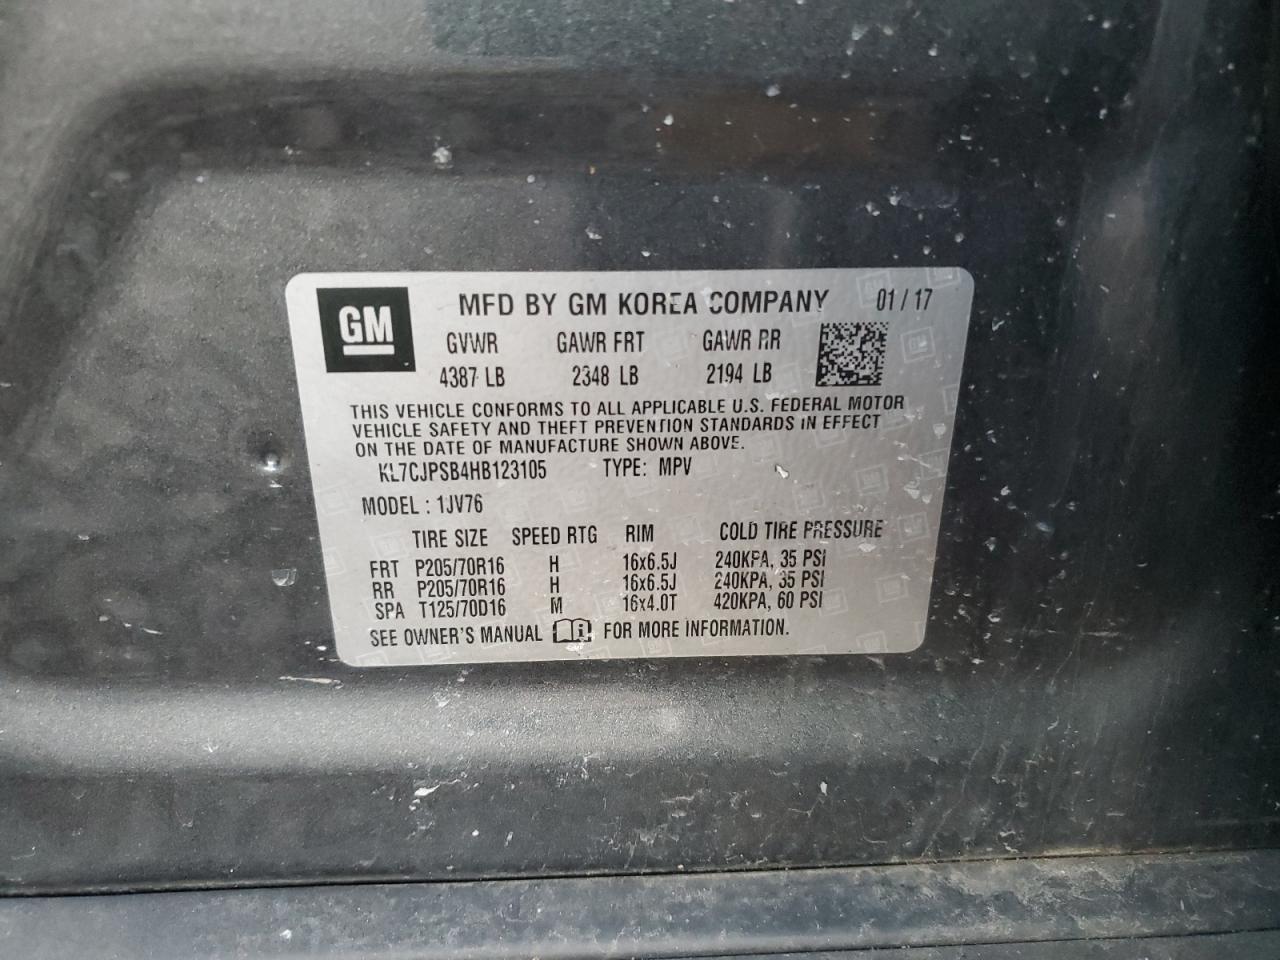 GM MFD BY GM KOREA COMPANY 01/17
GVWR GAWR FRT GAWR RR
4387 LB 2348 LB 2194 LB
THIS VEHICLE CONFORMS TO ALL APPLICABLE U.S. FEDERAL MOTOR
VEHICLE SAFETY AND THEFT PREVENTION STANDARDS IN EFFECT
ON THE DATE OF MANUFACTURE SHOWN ABOVE.
KL7CJPSB4HB123105 TYPE: MPV
MODEL : 1JV76
TIRE SIZE SPEED RTG RIM COLD TIRE PRESSURE
FRT P205/70R16 H 16x6.5J 240KPA, 35 PSI
RR P205/70R16 H 16x6.5J 240KPA, 35 PSI
SPA T125/70D16 M 16x4.0T 420KPA, 60 PSI
SEE OWNER'S MANUAL FOR MORE INFORMATION.